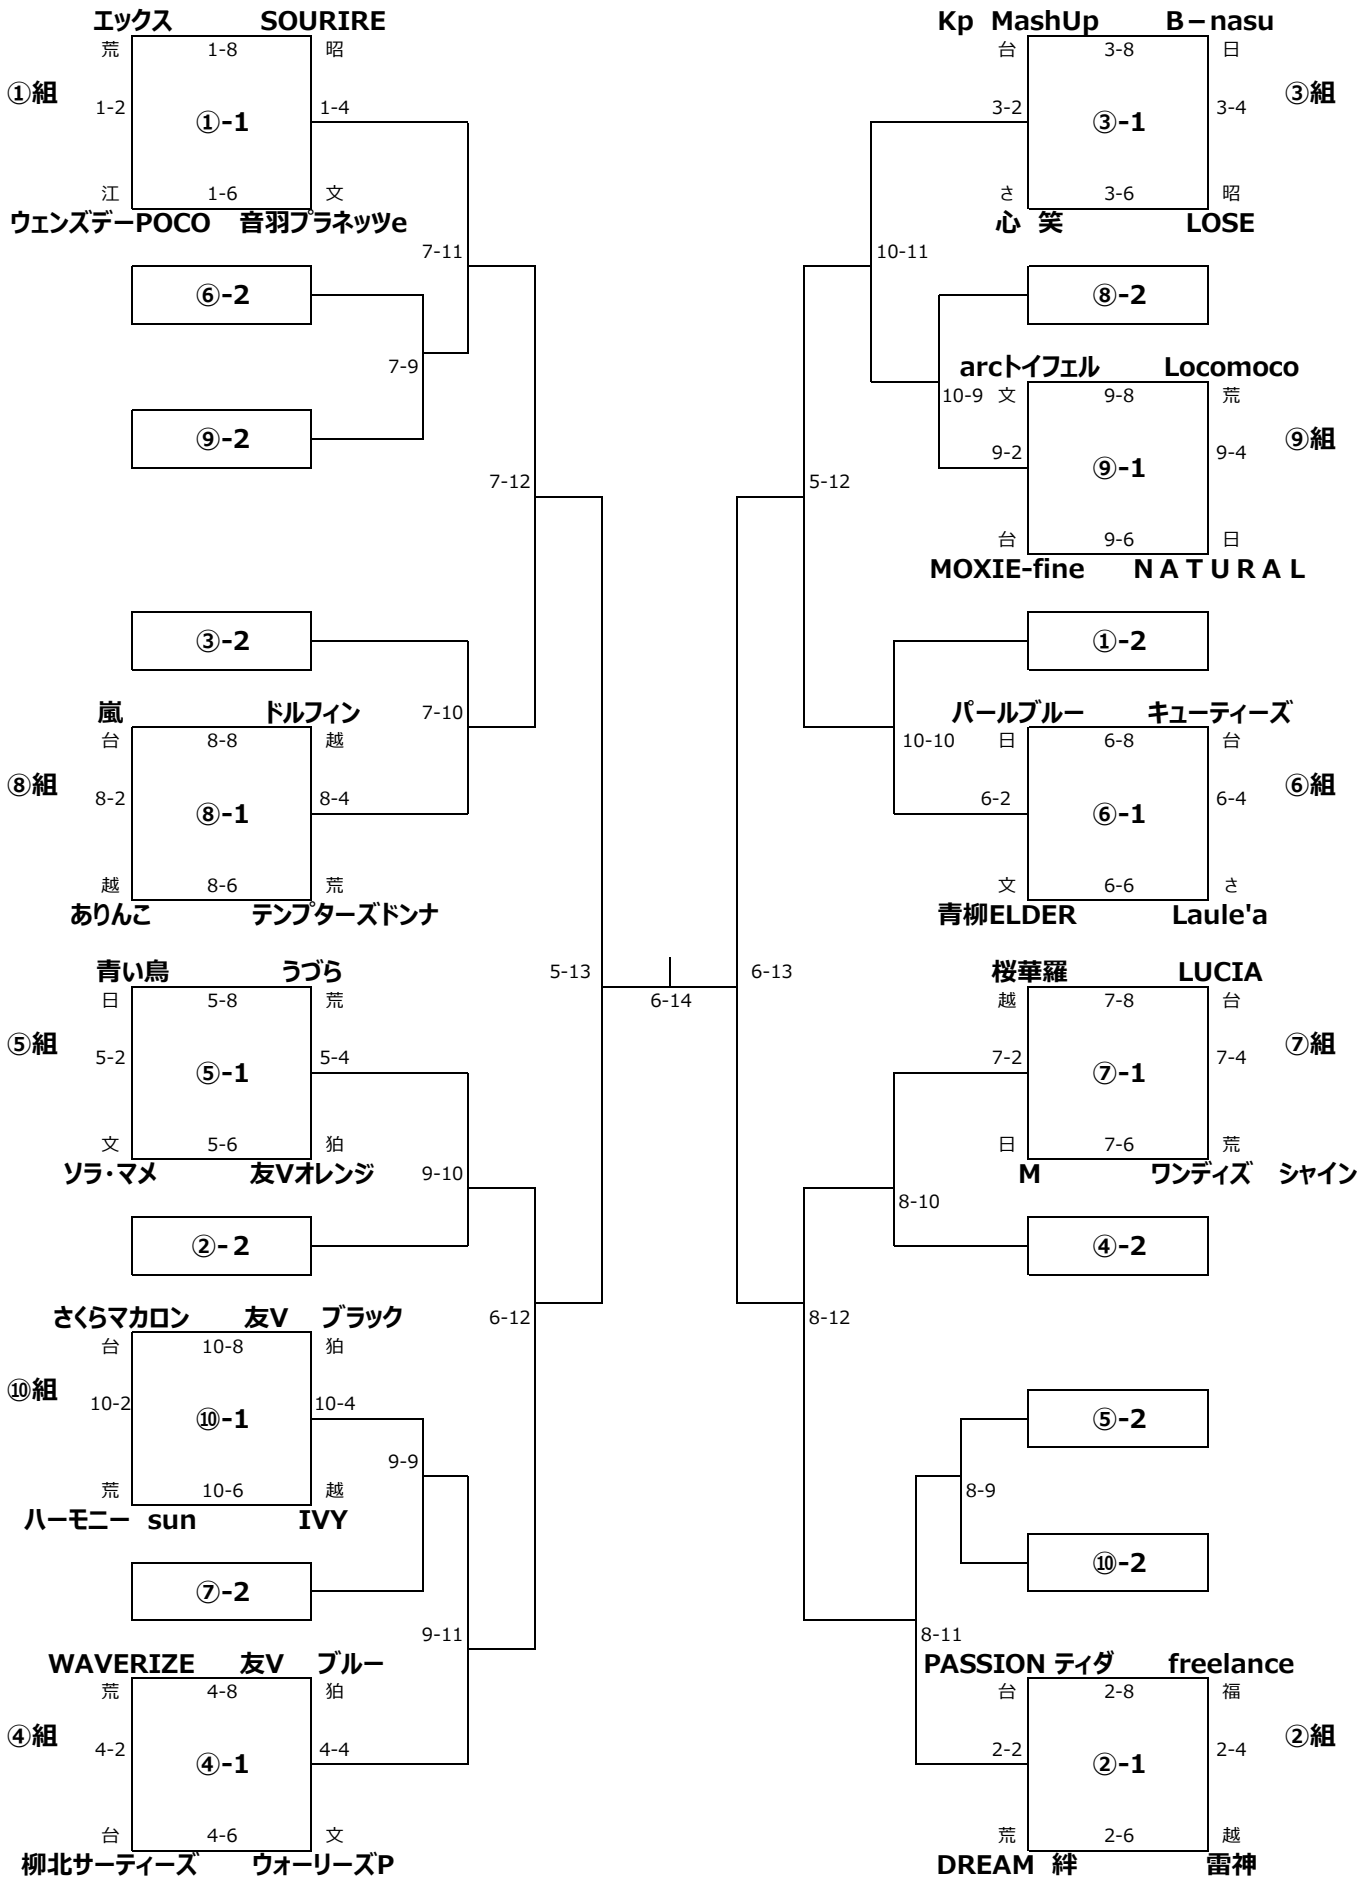 エックス SOURIRE
荒 1-8 昭
①組 1-2 ①-1 1-4
江 1-6 文
ウェンズデーPOCO 音羽プラネッツe
7-11
⑥-2
7-9
⑨-2
7-12
③-2
嵐 ドルフィン 7-10
台 8-8 越
⑧組 8-2 ⑧-1 8-4
越 8-6 荒
ありんこ テンプターズドンナ
青い鳥 うづら 5-13
日 5-8 荒
⑤組 5-2 ⑤-1 5-4
文 5-6 狛
ソラ・マメ 友Vオレンジ 9-10
②-2
さくらマカロン 友V ブラック 6-12
台 10-8 狛
⑩組 10-2 ⑩-1 10-4
9-9
荒 10-6 越
ハーモニー sun IVY
⑦-2
9-11
WAVERIZE 友V ブルー
荒 4-8 狛
④組 4-2 ④-1 4-4
台 4-6 文
柳北サーティーズ ウォーリーズP
6-14
Kp MashUp B－nasu
台 3-8 日
3-2 ③-1 3-4 ③組
さ 3-6 昭
心 笑 LOSE
10-11
⑧-2
arcトイフェル Locomoco
10-9 文 9-8 荒
9-2 ⑨-1 9-4 ⑨組
5-12
台 9-6 日
MOXIE-fine ＮＡＴＵＲＡＬ
①-2
パールブルー キューティーズ
10-10 日 6-8 台
6-2 ⑥-1 6-4 ⑥組
文 6-6 さ
青柳ELDER Laule'a
6-13 桜華羅 LUCIA
越 7-8 台
7-2 ⑦-1 7-4 ⑦組
日 7-6 荒
M ワンディズ シャイン
8-10
④-2
8-12
⑤-2
8-9
⑩-2
8-11
PASSION ティダ freelance
台 2-8 福
2-2 ②-1 2-4 ②組
荒 2-6 越
DREAM 絆 雷神